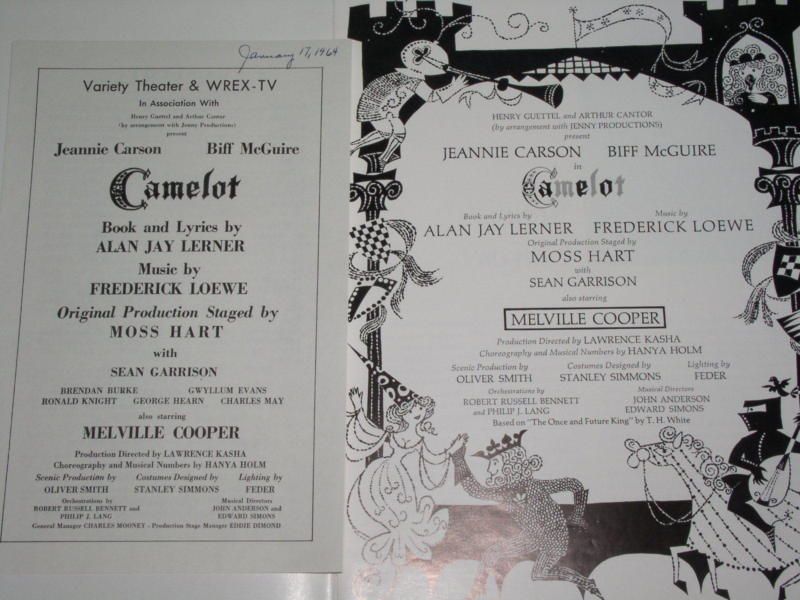 January 17, 1964
Variety Theater & WREX-TV
In Association With
Henry Guettel and Arthur Cantor
(by arrangement with Jenny Productions)
present
Jeannie Carson Biff McGuire
Camelot
Book and Lyrics by
ALAN JAY LERNER
Music by
FREDERICK LOEWE
Original Production Staged by
MOSS HART
with
SEAN GARRISON
BRENDAN BURKE GWYLLUM EVANS
RONALD KNIGHT GEORGE HEARN CHARLES MAY
also starring
MELVILLE COOPER
Production Directed by LAWRENCE KASHA
Choreography and Musical Numbers by HANYA HOLM
Scenic Production by Costumes Designed by Lighting by
OLIVER SMITH STANLEY SIMMONS FEDER
Orchestrations by Musical Directors
ROBERT RUSSELL BENNETT and JOHN ANDERSON and
PHILIP J. LANG EDWARD SIMONS
General Manager CHARLES MOONEY - Production Stage Manager EDDIE DIMOND
HENRY GUETTEL and ARTHUR CANTOR
(by arrangement with JENNY PRODUCTIONS)
present
JEANNIE CARSON BIFF McGUIRE
in
Camelot
Book and Lyrics by Music by
ALAN JAY LERNER FREDERICK LOEWE
Original Production Staged by
MOSS HART
with
SEAN GARRISON
also starring
MELVILLE COOPER
Production Directed by LAWRENCE KASHA
Choreography and Musical Numbers by HANYA HOLM
Scenic Production by Costumes Designed by Lighting by
OLIVER SMITH STANLEY SIMMONS FEDER
Orchestrations by Musical Directors
ROBERT RUSSELL BENNETT JOHN ANDERSON
and PHILIP J. LANG EDWARD SIMONS
Based on "The Once and Future King" by T. H. White